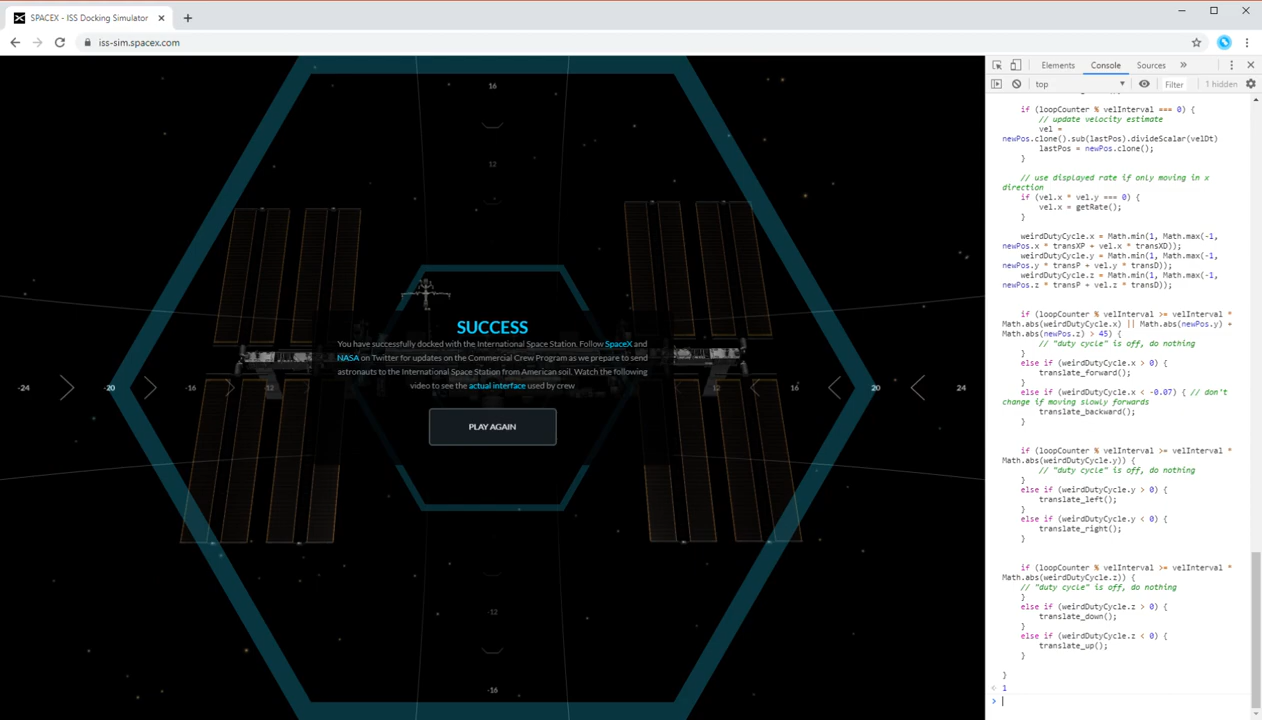 SPACEX - ISS Docking Simulator
iss-sim.spacex.com
Elements Console Sources
top Filter 1 hidden
16
12
-24 -20 -16 12 12 16 20 24
SUCCESS
You have successfully docked with the International Space Station. Follow SpaceX and
NASA on Twitter for updates on the Commercial Crew Program as we prepare to send
astronauts to the International Space Station from American soil. Watch the following
video to see the actual interface used by crew
PLAY AGAIN
-12
-16
if (loopCounter % velInterval === 0) {
// update velocity estimate
vel =
newPos.clone().sub(lastPos).divideScalar(velDt)
lastPos = newPos.clone();
}
// use displayed rate if only moving in x
direction
if (vel.x * vel.y === 0) {
vel.x = getRate();
}
weirdDutyCycle.x = Math.min(1, Math.max(-1,
newPos.x * transXP + vel.x * transXD));
weirdDutyCycle.y = Math.min(1, Math.max(-1,
newPos.y * transP + vel.y * transD));
weirdDutyCycle.z = Math.min(1, Math.max(-1,
newPos.z * transP + vel.z * transD));
if (loopCounter % velInterval >= velInterval *
Math.abs(weirdDutyCycle.x) || Math.abs(newPos.y) +
Math.abs(newPos.z) > 45) {
// "duty cycle" is off, do nothing
}
else if (weirdDutyCycle.x > 0) {
translate_forward();
}
else if (weirdDutyCycle.x < -0.07) { // don't
change if moving slowly forwards
translate_backward();
}
if (loopCounter % velInterval >= velInterval *
Math.abs(weirdDutyCycle.y)) {
// "duty cycle" is off, do nothing
}
else if (weirdDutyCycle.y > 0) {
translate_left();
}
else if (weirdDutyCycle.y < 0) {
translate_right();
}
if (loopCounter % velInterval >= velInterval *
Math.abs(weirdDutyCycle.z)) {
// "duty cycle" is off, do nothing
}
else if (weirdDutyCycle.z > 0) {
translate_down();
}
else if (weirdDutyCycle.z < 0) {
translate_up();
}
}
1